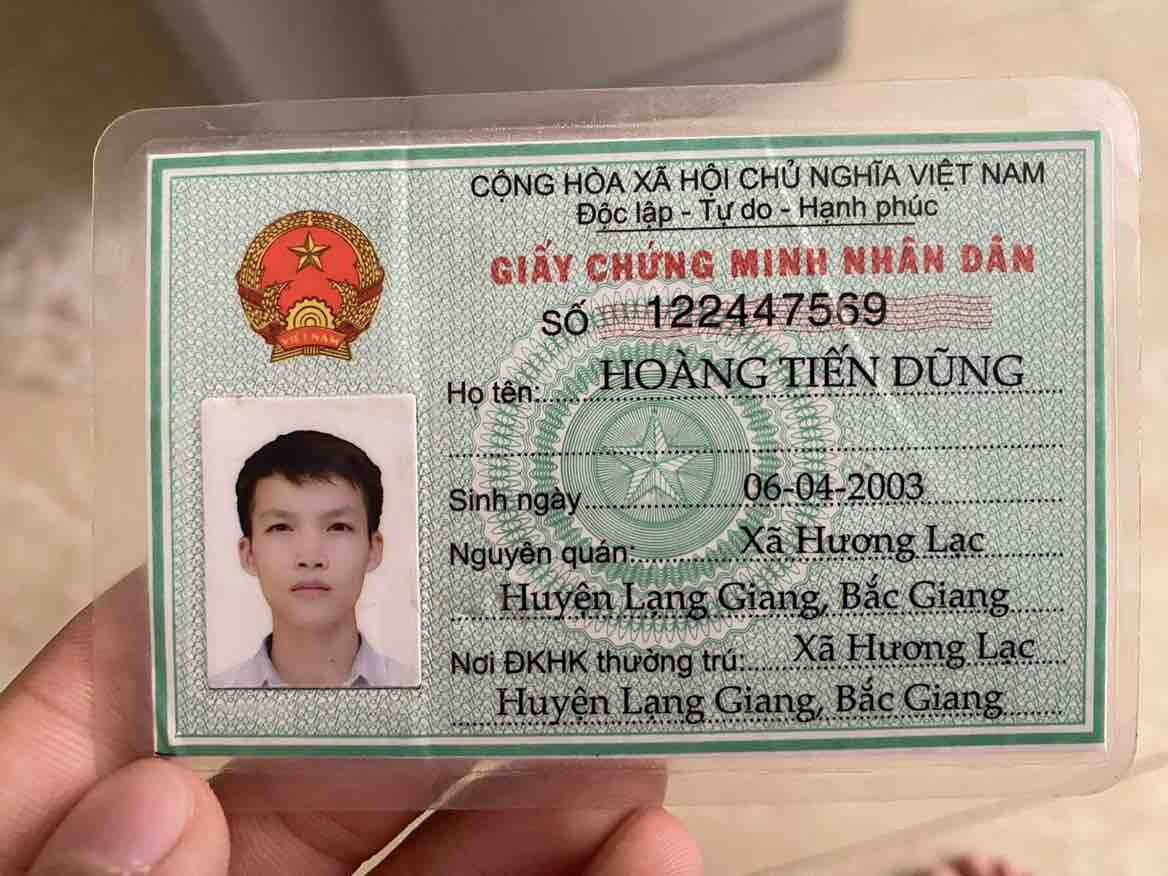 CỘNG HÒA XÃ HỘI CHỦ NGHĨA VIỆT NAM
Độc lập - Tự do - Hạnh phúc
GIẤY CHỨNG MINH NHÂN DÂN
SỐ 122447569
VIỆT NAM
Họ tên: HOÀNG TIẾN DŨNG
Sinh ngày 06-04-2003
Nguyên quán: Xã Hương Lạc
Huyện Lạng Giang, Bắc Giang
Nơi ĐKHK thường trú: Xã Hương Lạc
Huyện Lạng Giang, Bắc Giang